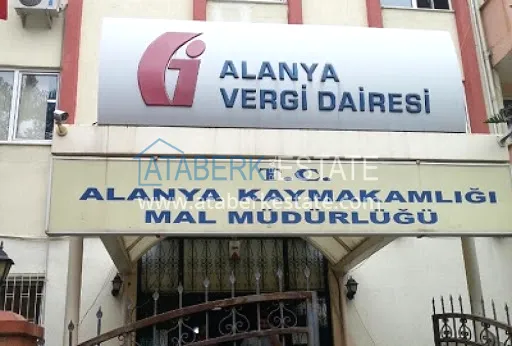 ALANYA
VERGİ DAİRESİ
ATABERK ESTATE
T.C.
ALANYA KAYMAKAMLIĞI
www.ataberkestate.com
MAL MÜDÜRLÜĞÜ